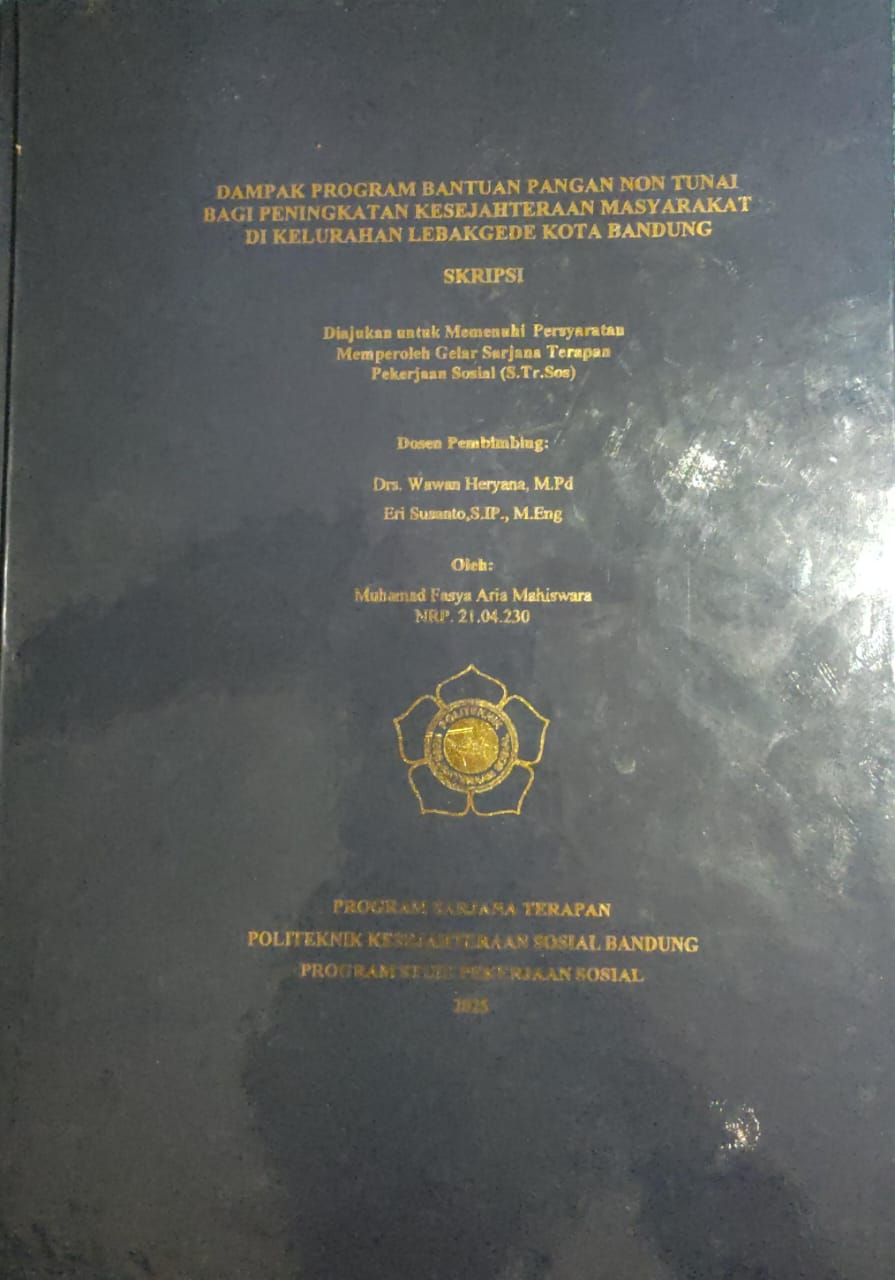 DAMPAK PROGRAM BANTUAN PANGAN NON TUNAI
BAGI PENINGKATAN KESEJAHTERAAN MASYARAKAT
DI KELURAHAN LEBAKGEDE KOTA BANDUNG
SKRIPSI
Diajukan untuk Memenuhi Persyaratan
Memperoleh Gelar Sarjana Terapan
Pekerjaan Sosial (S.Tr.Sos)
Dosen Pembimbing:
Drs. Wawan Heryana, M.Pd
Eri Susanto,S.IP., M.Eng
Oleh:
Muhamad Fasya Aria Mahiswara
NRP. 21.04.230
POLITEKNIK
KESEJAHTERAAN SOSIAL
PROGRAM SARJANA TERAPAN
POLITEKNIK KESEJAHTERAAN SOSIAL BANDUNG
PROGRAM STUDI PEKERJAAN SOSIAL
2025